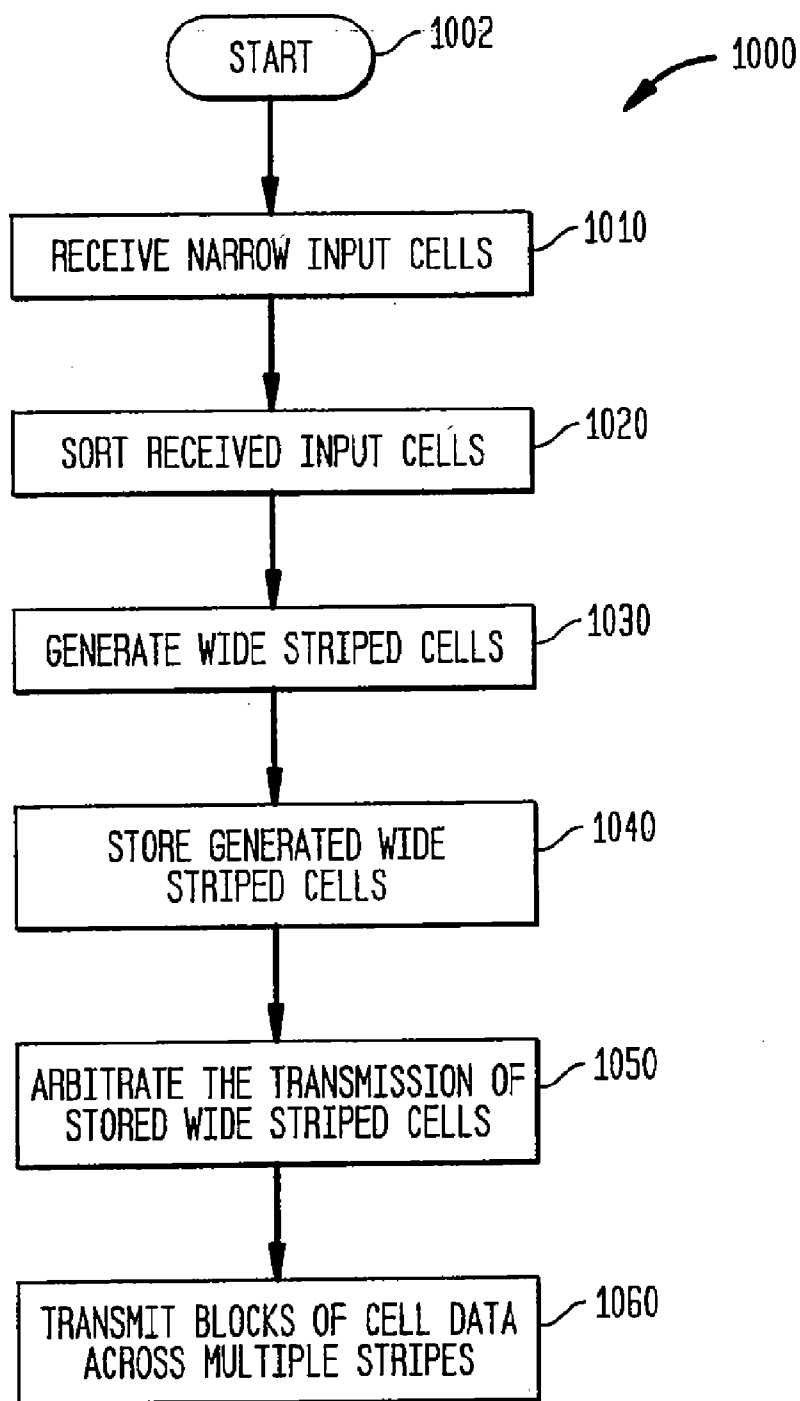 START
1002
1000
RECEIVE NARROW INPUT CELLS
1010
SORT RECEIVED INPUT CELLS
1020
GENERATE WIDE STRIPED CELLS
1030
STORE GENERATED WIDE
STRIPED CELLS
1040
ARBITRATE THE TRANSMISSION OF
STORED WIDE STRIPED CELLS
1050
TRANSMIT BLOCKS OF CELL DATA
ACROSS MULTIPLE STRIPES
1060